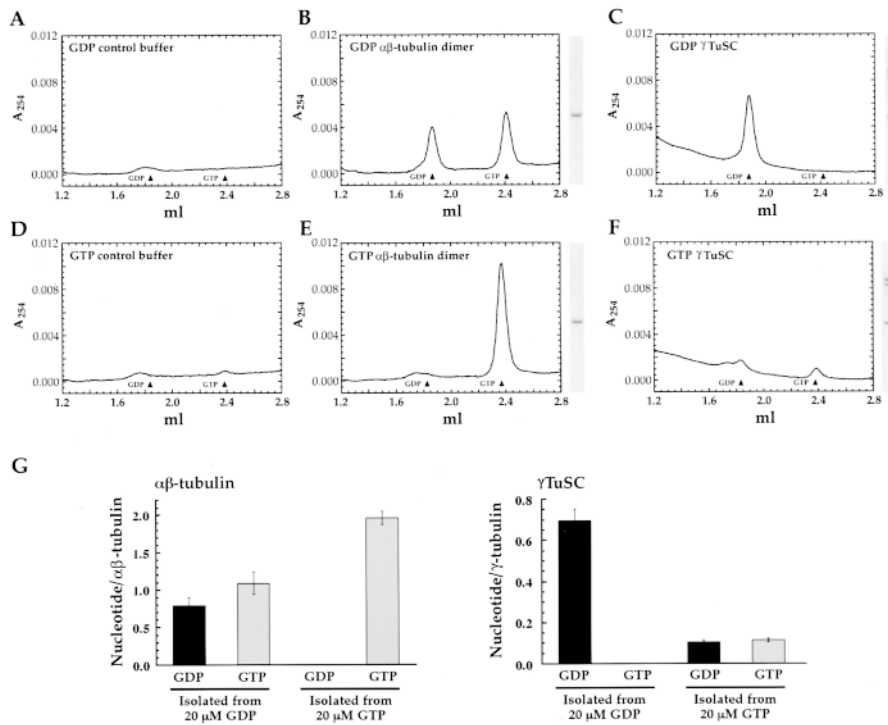 A
B
C
0.012
0.008
0.004
0.000
A254
GDP control buffer
GDP
GTP
1.2
1.6
2.0
2.4
2.8
ml
0.012
0.008
0.004
0.000
A254
GDP αβ-tubulin dimer
GDP
GTP
1.2
1.6
2.0
2.4
2.8
ml
0.012
0.008
0.004
0.000
A254
GDP γTuSC
GDP
GTP
1.2
1.6
2.0
2.4
2.8
ml
D
E
F
0.012
0.008
0.004
0.000
A254
GTP control buffer
GDP
GTP
1.2
1.6
2.0
2.4
2.8
ml
0.012
0.008
0.004
0.000
A254
GTP αβ-tubulin dimer
GDP
GTP
1.2
1.6
2.0
2.4
2.8
ml
0.012
0.008
0.004
0.000
A254
GTP γTuSC
GDP
GTP
1.2
1.6
2.0
2.4
2.8
ml
G
αβ-tubulin
Nucleotide/αβ-tubulin
2.0
1.5
1.0
0.5
0.0
GDP
GTP
GDP
GTP
Isolated from
20 µM GDP
Isolated from
20 µM GTP
γTuSC
Nucleotide/γ-tubulin
0.8
0.6
0.4
0.2
0.0
GDP
GTP
GDP
GTP
Isolated from
20 µM GDP
Isolated from
20 µM GTP